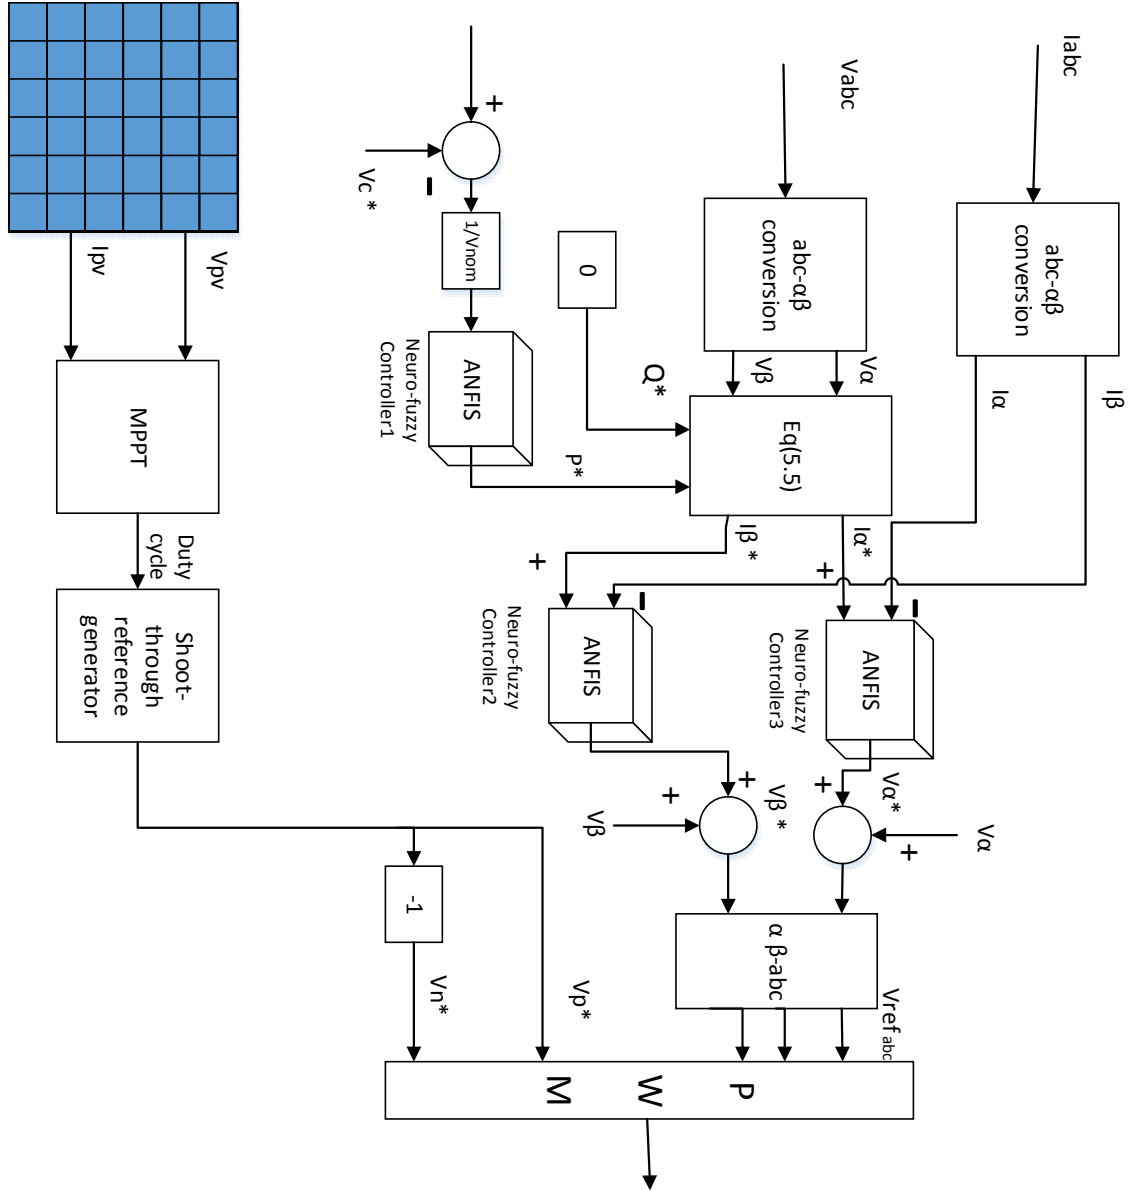 Iabc
abc-αβ
conversion
Iβ
Iα
Vabc
abc-αβ
conversion
Vα
Vβ
Eq(5.5)
Iα*
Iβ *
+
-
ANFIS
Neuro-fuzzy
Controller3
Vα*
+
Vα
+
0
Q*
P*
+
-
ANFIS
Neuro-fuzzy
Controller2
Vβ *
+
Vβ
+
α β-abc
Vref abc
+
-
Vc *
1/Vnom
ANFIS
Neuro-fuzzy
Controller1
Vpv
Ipv
MPPT
Duty
cycle
Shoot-
through
reference
generator
-1
Vp*
Vn*
P
W
M